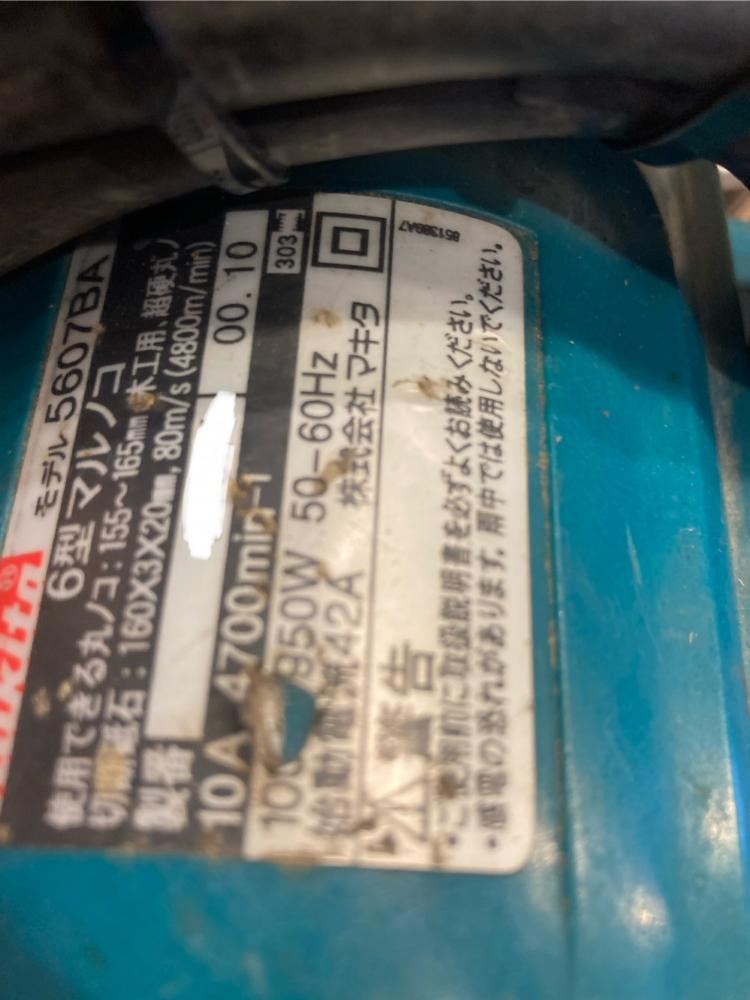 モデル 5607BA
6型マルノコ
使用できる丸ノコ:155~165㎜(木工用、超硬丸ノコ)
切断砥石:160X3X20㎜,80m/s(4800m/min)
製番
00.10
10A 4700min-1
303
950W 50-60Hz
始動電流42A 株式会社マキタ
851389A7
警告
・ご使用前に取扱説明書を必ずよくお読みください。
・感電の恐れがあります。雨中では使用しないでください。